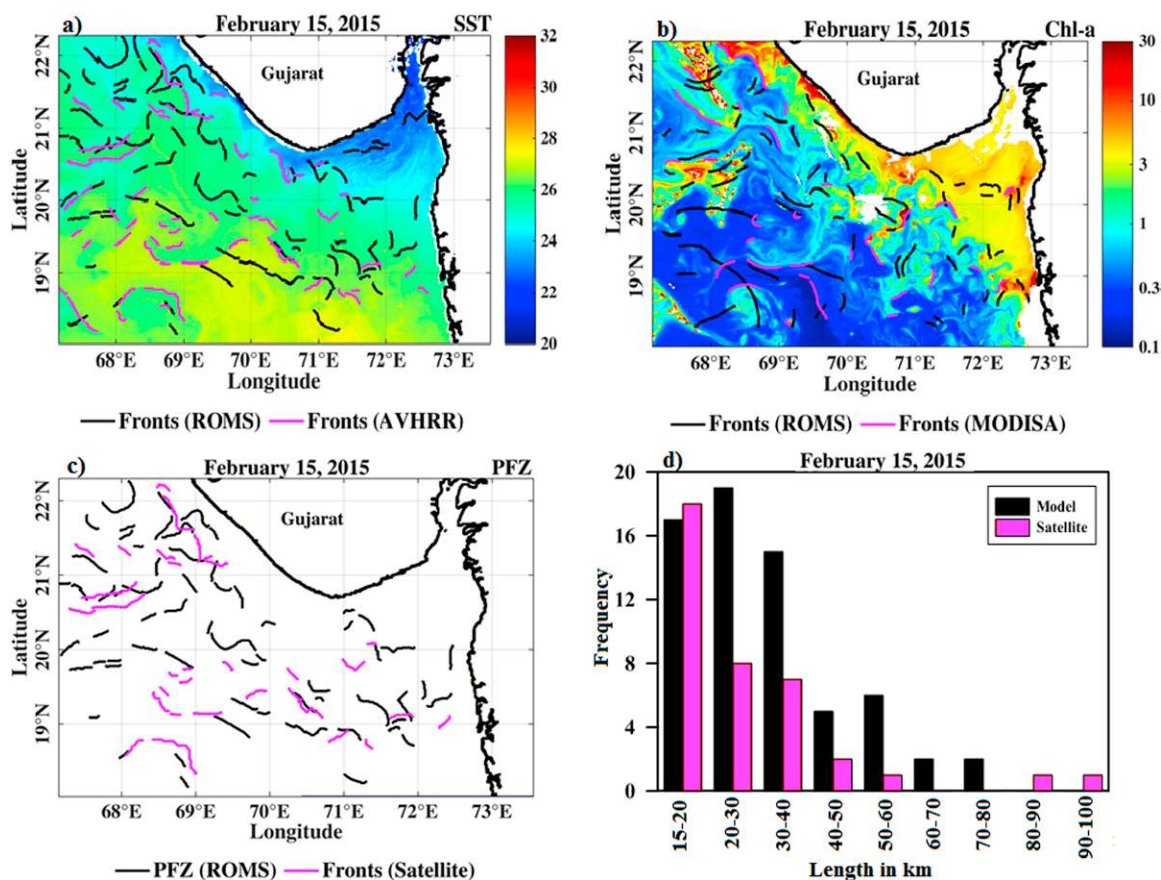 a) February 15, 2015 SST
22°N
21°N
20°N
19°N
Latitude
Gujarat
68°E 69°E 70°E 71°E 72°E 73°E
Longitude
32
30
28
26
24
22
20
Fronts (ROMS) Fronts (AVHRR)
b) February 15, 2015 Chl-a
22°N
21°N
20°N
19°N
Latitude
Gujarat
68°E 69°E 70°E 71°E 72°E 73°E
Longitude
30
10
3
1
0.3
0.1
Fronts (ROMS) Fronts (MODISA)
c) February 15, 2015 PFZ
22°N
21°N
20°N
19°N
Latitude
Gujarat
68°E 69°E 70°E 71°E 72°E 73°E
Longitude
PFZ (ROMS) Fronts (Satellite)
d) February 15, 2015
20
16
12
8
4
0
Frequency
Model
Satellite
15-20 20-30 30-40 40-50 50-60 60-70 70-80 80-90 90-100
Length in km